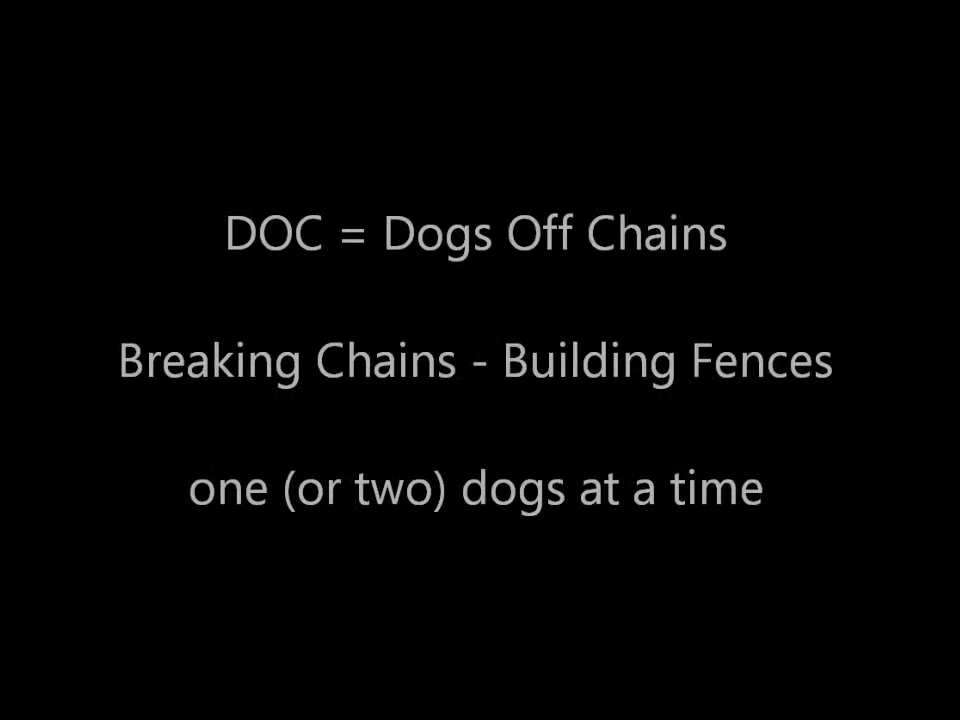 DOC = Dogs Off Chains
Breaking Chains - Building Fences
one (or two) dogs at a time